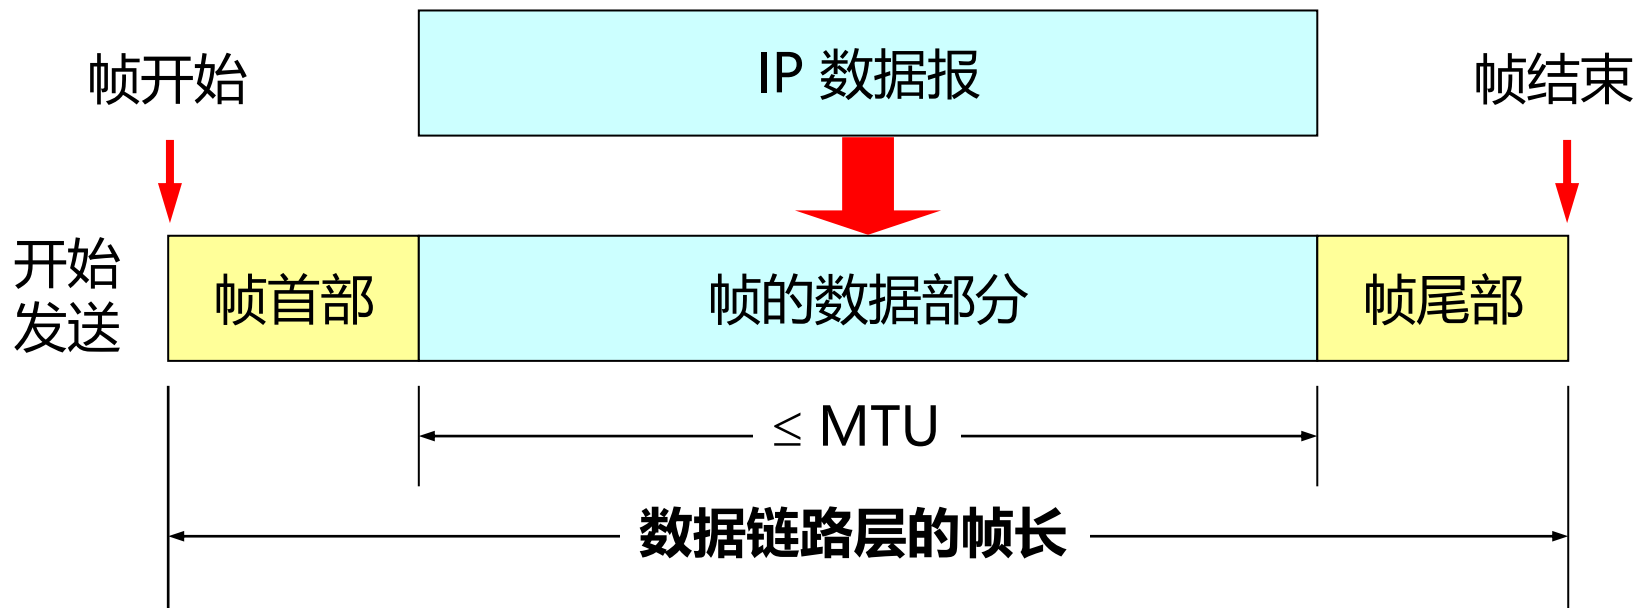 IP 数据报
帧开始
帧结束
开始
发送
帧首部
帧的数据部分
帧尾部
≤ MTU
数据链路层的帧长